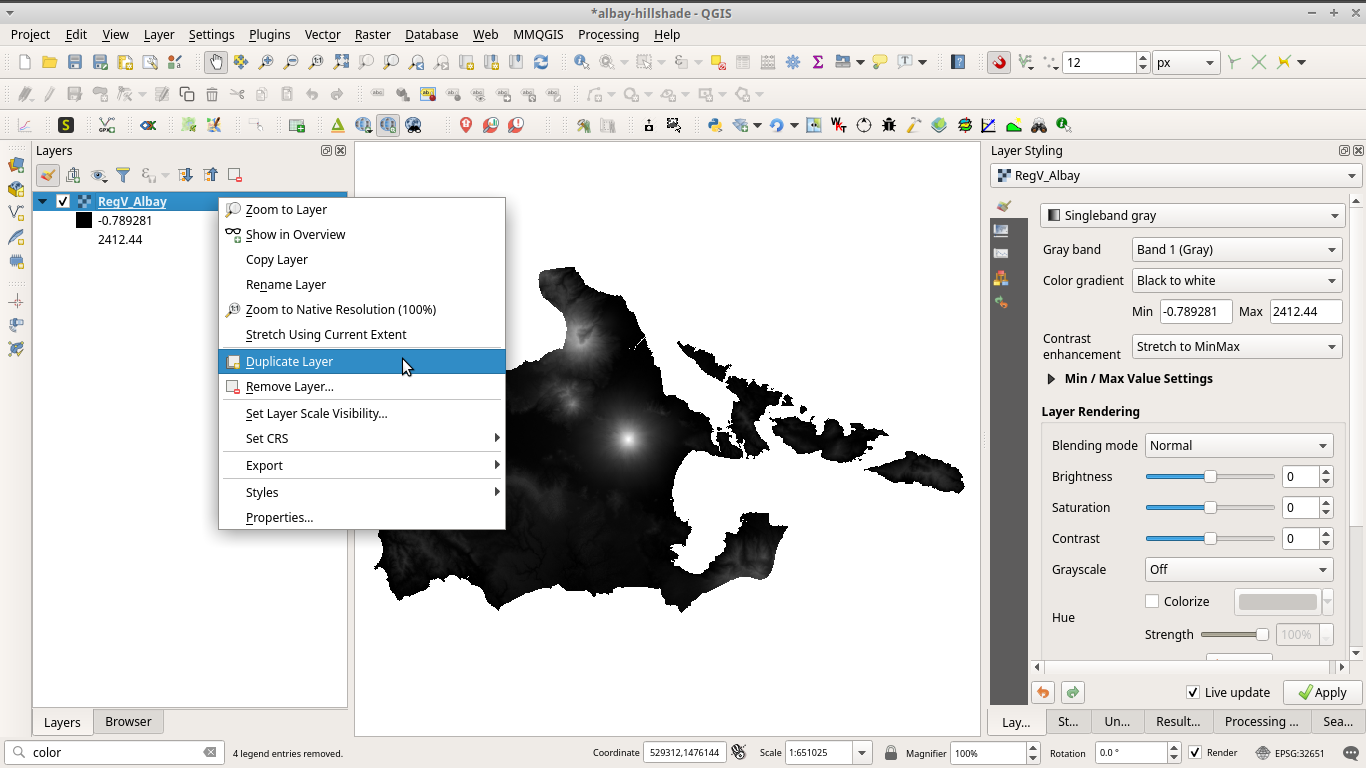 *albay-hillshade - QGIS
Project Edit View Layer Settings Plugins Vector Raster Database Web MMQGIS Processing Help
12 px
Layers
RegV_Albay
-0.789281
2412.44
Zoom to Layer
Show in Overview
Copy Layer
Rename Layer
Zoom to Native Resolution (100%)
Stretch Using Current Extent
Duplicate Layer
Remove Layer...
Set Layer Scale Visibility...
Set CRS
Export
Styles
Properties...
Layer Styling
RegV_Albay
Singleband gray
Gray band Band 1 (Gray)
Color gradient Black to white
Min -0.789281 Max 2412.44
Contrast enhancement Stretch to MinMax
Min / Max Value Settings
Layer Rendering
Blending mode Normal
Brightness 0
Saturation 0
Contrast 0
Grayscale Off
Hue Colorize
Strength 100%
Live update Apply
Layers Browser
Lay... St... Un... Result... Processing ... Sea...
color 4 legend entries removed. Coordinate 529312,1476144 Scale 1:651025 Magnifier 100% Rotation 0.0 ° Render EPSG:32651